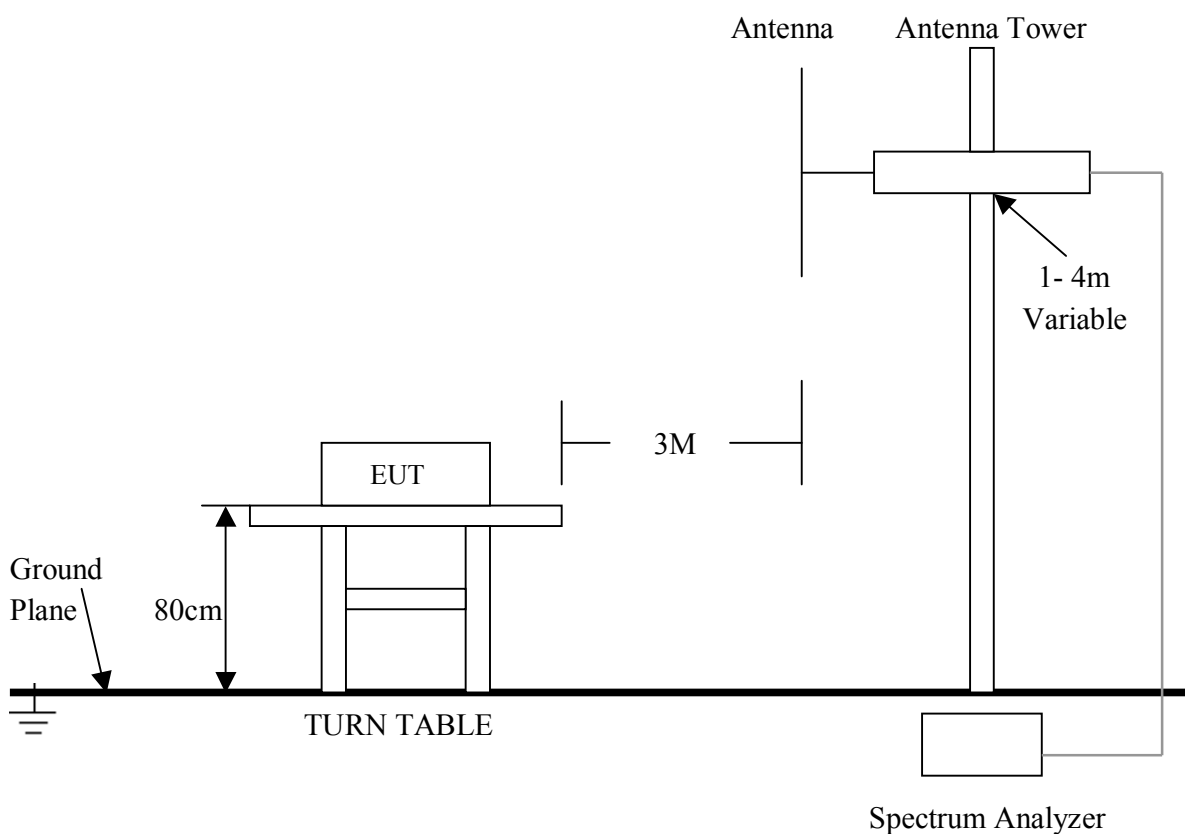 Antenna
Antenna Tower
1- 4m
Variable
3M
EUT
Ground
Plane
80cm
TURN TABLE
Spectrum Analyzer